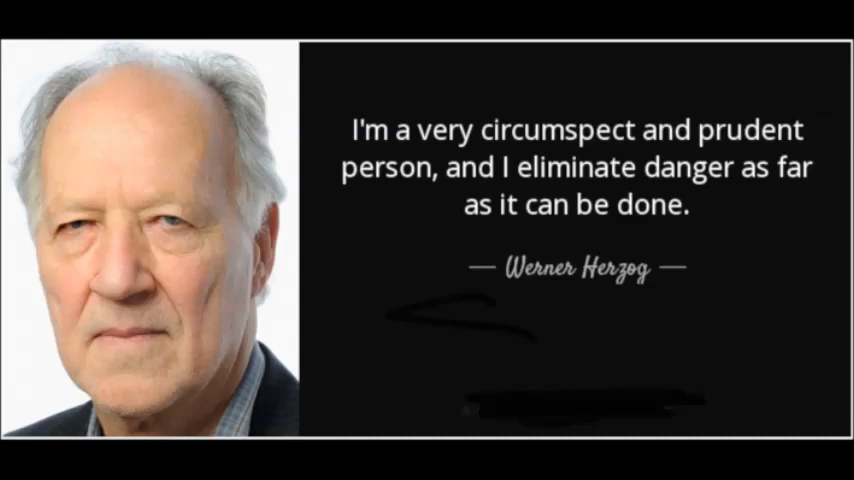 I'm a very circumspect and prudent
person, and I eliminate danger as far
as it can be done.
— Werner Herzog —